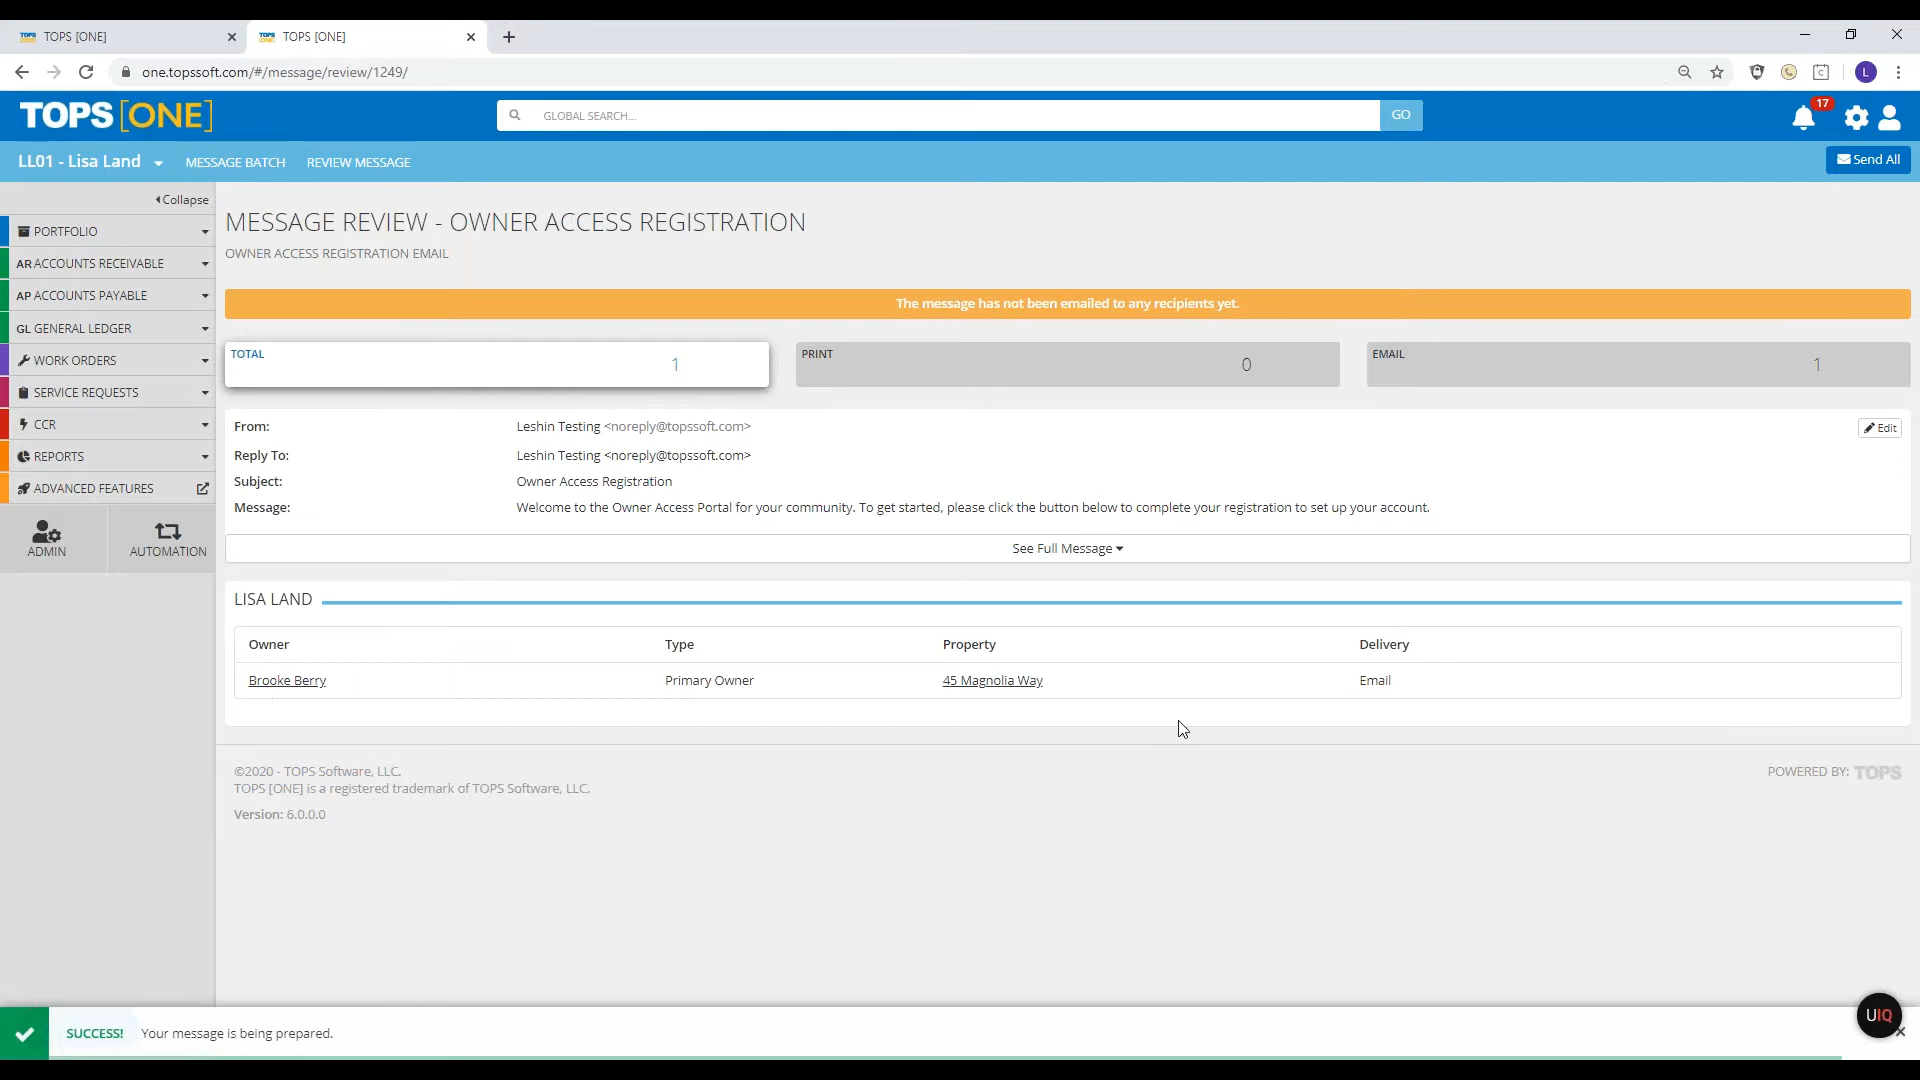 TOPS [ONE]
TOPS [ONE]
one.topssoft.com/#/message/review/1249/
L
TOPS [ONE]
GLOBAL SEARCH...
GO
17
LL01 - Lisa Land
MESSAGE BATCH
REVIEW MESSAGE
Send All
Collapse
PORTFOLIO
AR ACCOUNTS RECEIVABLE
AP ACCOUNTS PAYABLE
GL GENERAL LEDGER
WORK ORDERS
SERVICE REQUESTS
CCR
REPORTS
ADVANCED FEATURES
ADMIN
AUTOMATION
MESSAGE REVIEW - OWNER ACCESS REGISTRATION
OWNER ACCESS REGISTRATION EMAIL
The message has not been emailed to any recipients yet.
TOTAL 1
PRINT 0
EMAIL 1
From: Leshin Testing <noreply@topssoft.com>
Edit
Reply To: Leshin Testing <noreply@topssoft.com>
Subject: Owner Access Registration
Message: Welcome to the Owner Access Portal for your community. To get started, please click the button below to complete your registration to set up your account.
See Full Message
LISA LAND
Owner Type Property Delivery
Brooke Berry Primary Owner 45 Magnolia Way Email
©2020 - TOPS Software, LLC.
TOPS [ONE] is a registered trademark of TOPS Software, LLC.
Version: 6.0.0.0
POWERED BY: TOPS
SUCCESS! Your message is being prepared.
UIQ